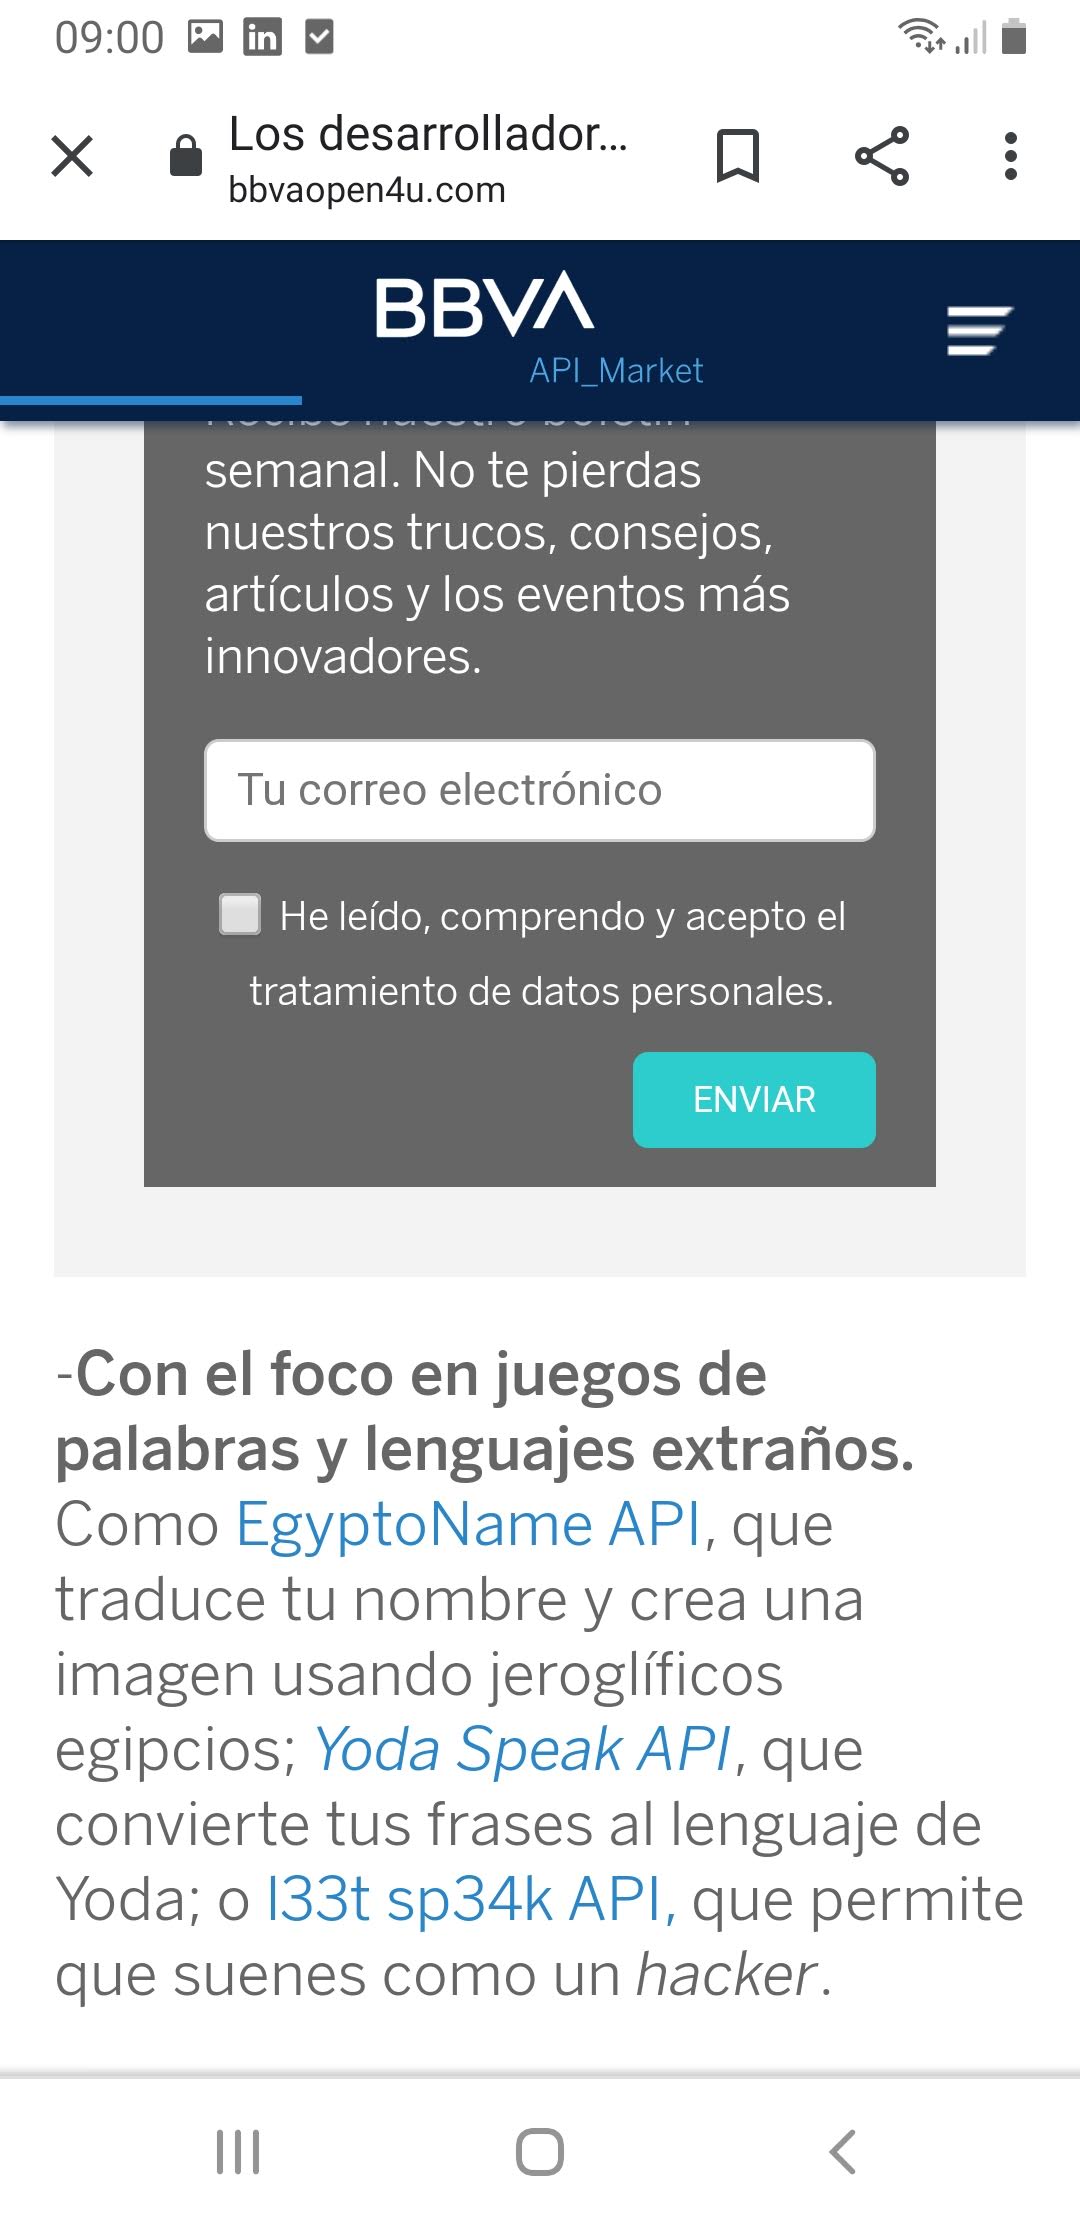 09:00
Los desarrollador...
bbvaopen4u.com
BBVA
API_Market
semanal. No te pierdas
nuestros trucos, consejos,
artículos y los eventos más
innovadores.
Tu correo electrónico
He leído, comprendo y acepto el
tratamiento de datos personales.
ENVIAR
-Con el foco en juegos de
palabras y lenguajes extraños.
Como EgyptoName API, que
traduce tu nombre y crea una
imagen usando jeroglíficos
egipcios; Yoda Speak API, que
convierte tus frases al lenguaje de
Yoda; o l33t sp34k API, que permite
que suenes como un hacker.